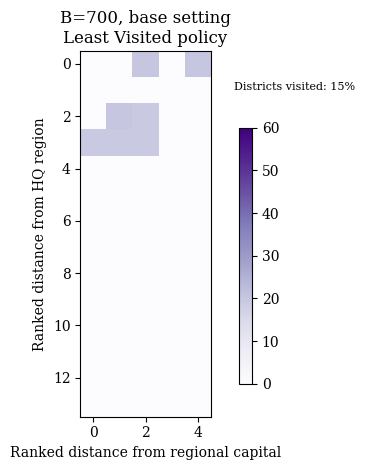 B=700, base setting
Least Visited policy
Districts visited: 15%
Ranked distance from HQ region
0
2
4
6
8
10
12
0 2 4
Ranked distance from regional capital
60
50
40
30
20
10
0